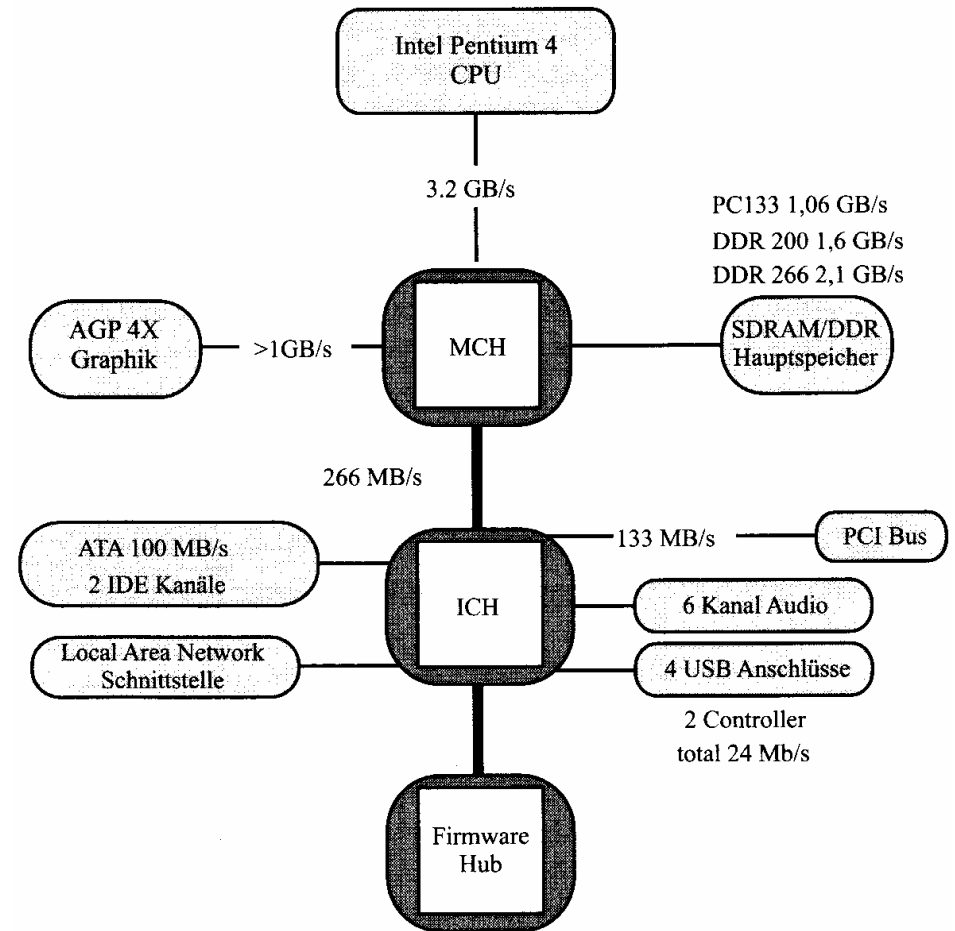 Intel Pentium 4
CPU
3.2 GB/s
PC133 1,06 GB/s
DDR 200 1,6 GB/s
DDR 266 2,1 GB/s
AGP 4X
Graphik
>1GB/s
MCH
SDRAM/DDR
Hauptspeicher
266 MB/s
ATA 100 MB/s
2 IDE Kanäle
133 MB/s
PCI Bus
ICH
6 Kanal Audio
Local Area Network
Schnittstelle
4 USB Anschlüsse
2 Controller
total 24 Mb/s
Firmware
Hub